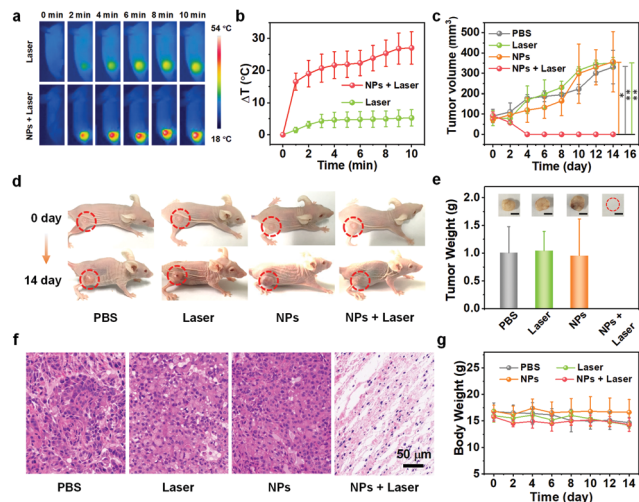 a
0 min 2 min 4 min 6 min 8 min 10 min
Laser
NPs + Laser
54 °C
18 °C
b
ΔT (°C)
30
20
10
0
NPs + Laser
Laser
0 2 4 6 8 10
Time (min)
c
Tumor volume (mm³)
600
500
400
300
200
100
0
-100
PBS
Laser
NPs
NPs + Laser
*
**
**
0 2 4 6 8 10 12 14 16
Time (day)
d
0 day
14 day
PBS Laser NPs NPs + Laser
e
Tumor Weight (g)
2.0
1.5
1.0
0.5
0.0
PBS
Laser
NPs
NPs + Laser
f
50 μm
PBS Laser NPs NPs + Laser
g
Body Weight (g)
30
25
20
15
10
5
0
PBS Laser
NPs NPs + Laser
0 2 4 6 8 10 12 14
Time (day)